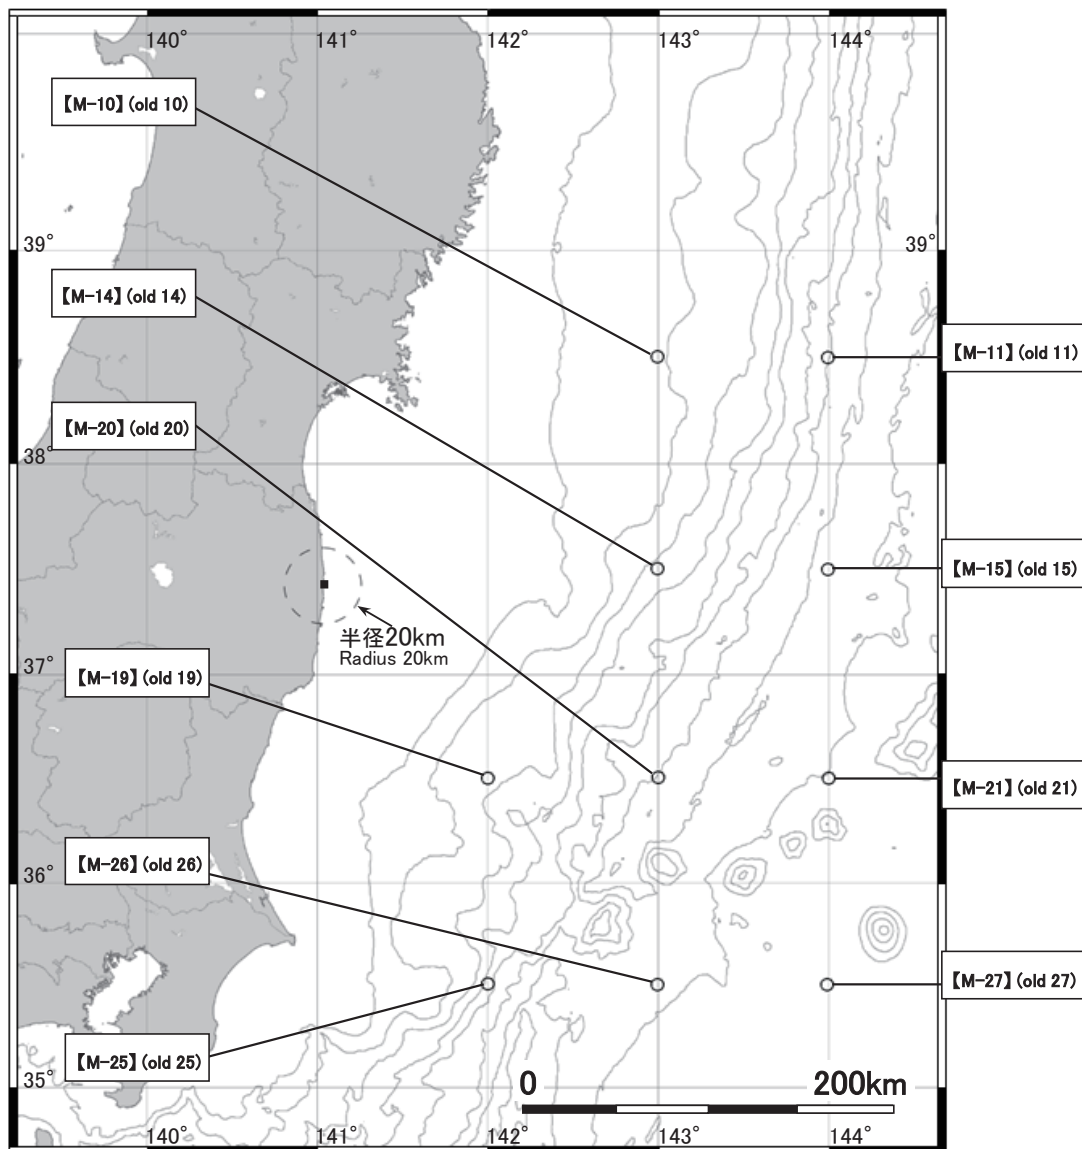 140° 141° 142° 143° 144°
【M-10】(old 10)
39° 39°
【M-14】(old 14)
【M-11】(old 11)
【M-20】(old 20)
38°
【M-15】(old 15)
半径20km
Radius 20km
37°
【M-19】(old 19)
【M-21】(old 21)
【M-26】(old 26)
36°
【M-27】(old 27)
【M-25】(old 25)
35°
0 200km
140° 141° 142° 143° 144°